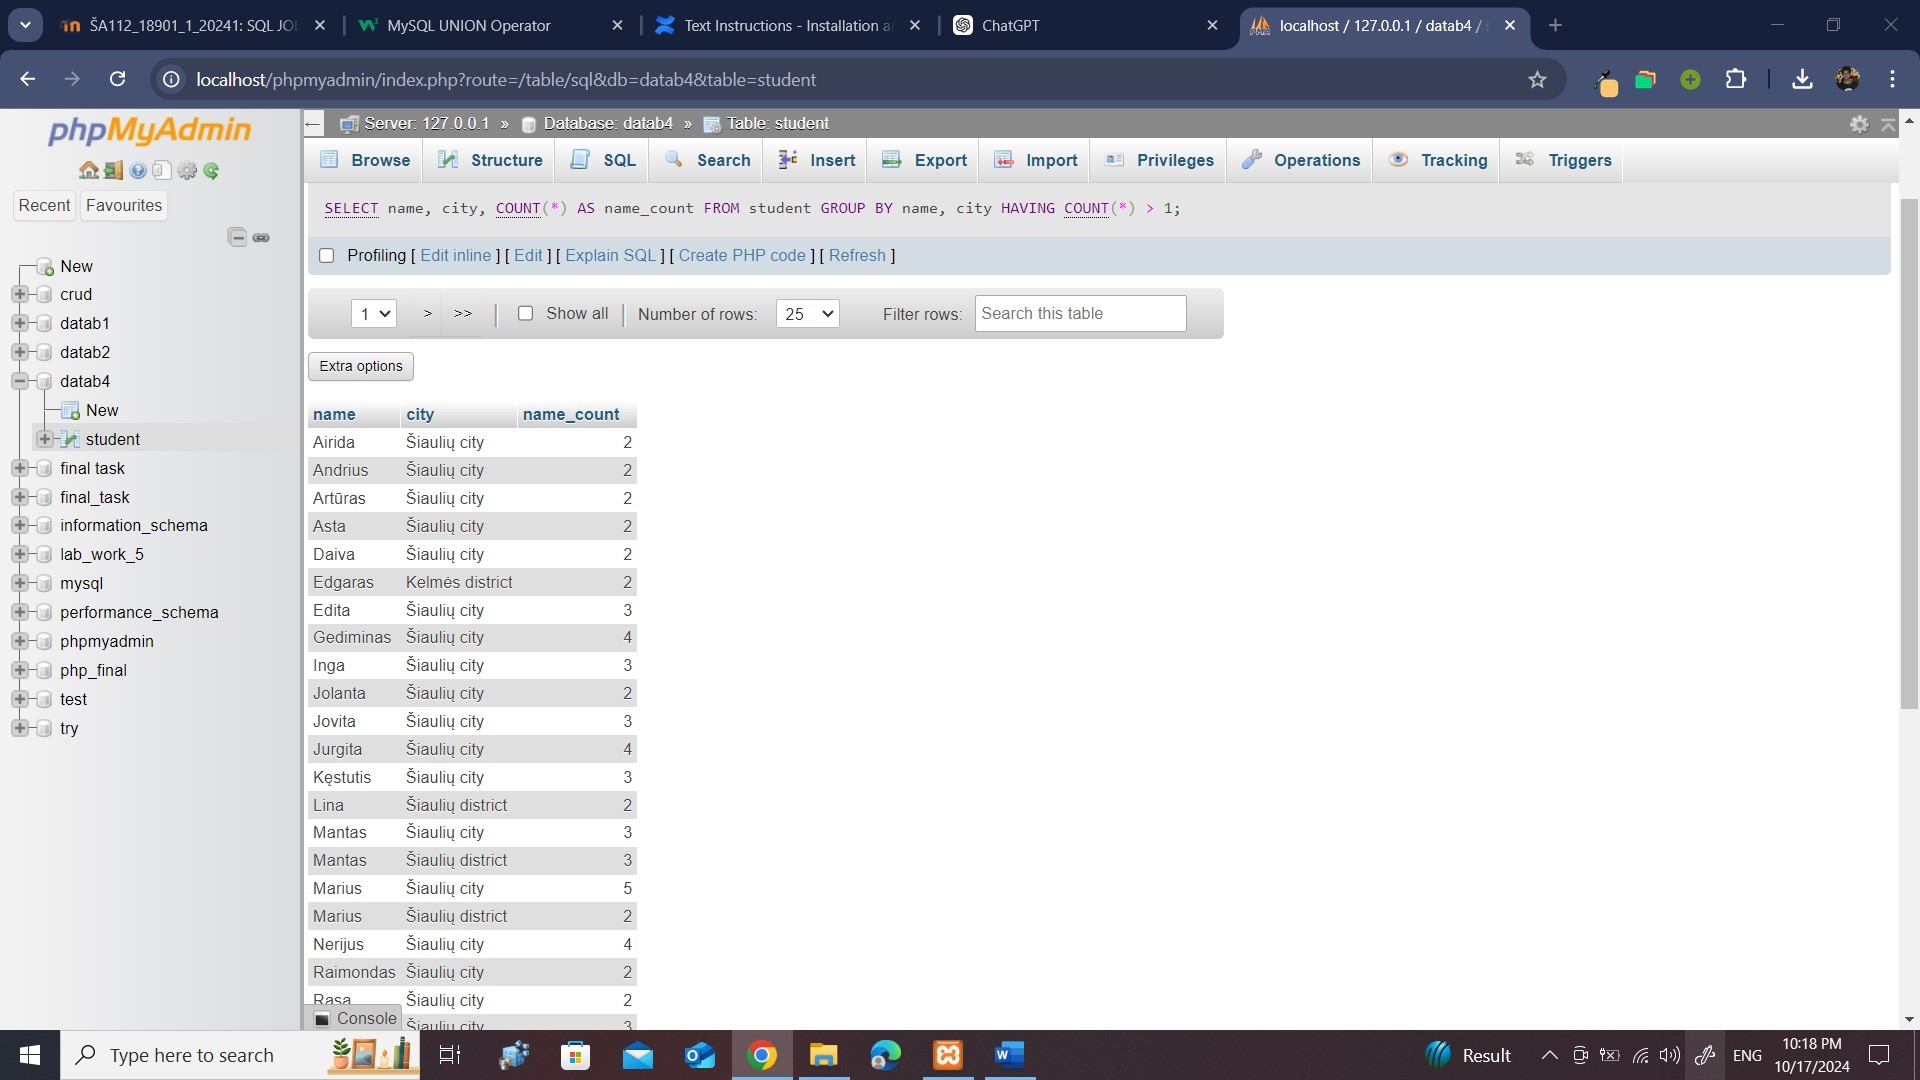 ŠA112_18901_1_20241: SQL JO
MySQL UNION Operator
Text Instructions - Installation a
ChatGPT
localhost / 127.0.0.1 / datab4 /
localhost/phpmyadmin/index.php?route=/table/sql&db=datab4&table=student
phpMyAdmin
Recent Favourites
New
crud
datab1
datab2
datab4
New
student
final task
final_task
information_schema
lab_work_5
mysql
performance_schema
phpmyadmin
php_final
test
try
Server: 127.0.0.1 » Database: datab4 » Table: student
Browse Structure SQL Search Insert Export Import Privileges Operations Tracking Triggers
SELECT name, city, COUNT(*) AS name_count FROM student GROUP BY name, city HAVING COUNT(*) > 1;
Profiling [ Edit inline ] [ Edit ] [ Explain SQL ] [ Create PHP code ] [ Refresh ]
1 > >> Show all Number of rows: 25 Filter rows: Search this table
Extra options
name city name_count
Airida Šiaulių city 2
Andrius Šiaulių city 2
Artūras Šiaulių city 2
Asta Šiaulių city 2
Daiva Šiaulių city 2
Edgaras Kelmės district 2
Edita Šiaulių city 3
Gediminas Šiaulių city 4
Inga Šiaulių city 3
Jolanta Šiaulių city 2
Jovita Šiaulių city 3
Jurgita Šiaulių city 4
Kęstutis Šiaulių city 3
Lina Šiaulių district 2
Mantas Šiaulių city 3
Mantas Šiaulių district 3
Marius Šiaulių city 5
Marius Šiaulių district 2
Nerijus Šiaulių city 4
Raimondas Šiaulių city 2
Rasa Šiaulių city 2
Šiaulių city 3
Console
Type here to search
Result
ENG
10:18 PM
10/17/2024